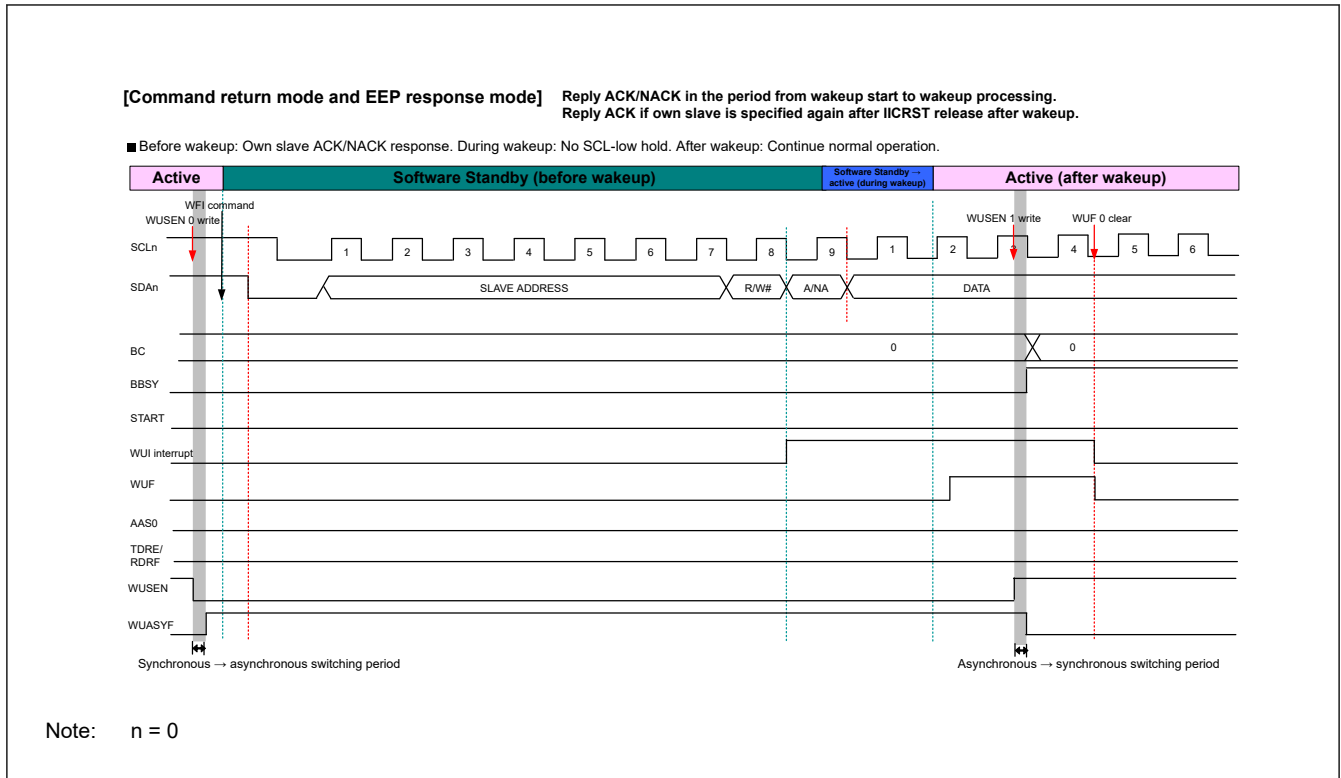 [Command return mode and EEP response mode] Reply ACK/NACK in the period from wakeup start to wakeup processing.
Reply ACK if own slave is specified again after IICRST release after wakeup.
■ Before wakeup: Own slave ACK/NACK response. During wakeup: No SCL-low hold. After wakeup: Continue normal operation.
Active
Software Standby (before wakeup)
Software Standby →
active (during wakeup)
Active (after wakeup)
WFI command
WUSEN 0 write
WUSEN 1 write
WUF 0 clear
SCLn 1 2 3 4 5 6 7 8 9 1 2 3 4 5 6
SDAn SLAVE ADDRESS R/W# A/NA DATA
BC 0 0
BBSY
START
WUI interrupt
WUF
AAS0
TDRE/
RDRF
WUSEN
WUASYF
Synchronous → asynchronous switching period
Asynchronous → synchronous switching period
Note: n = 0